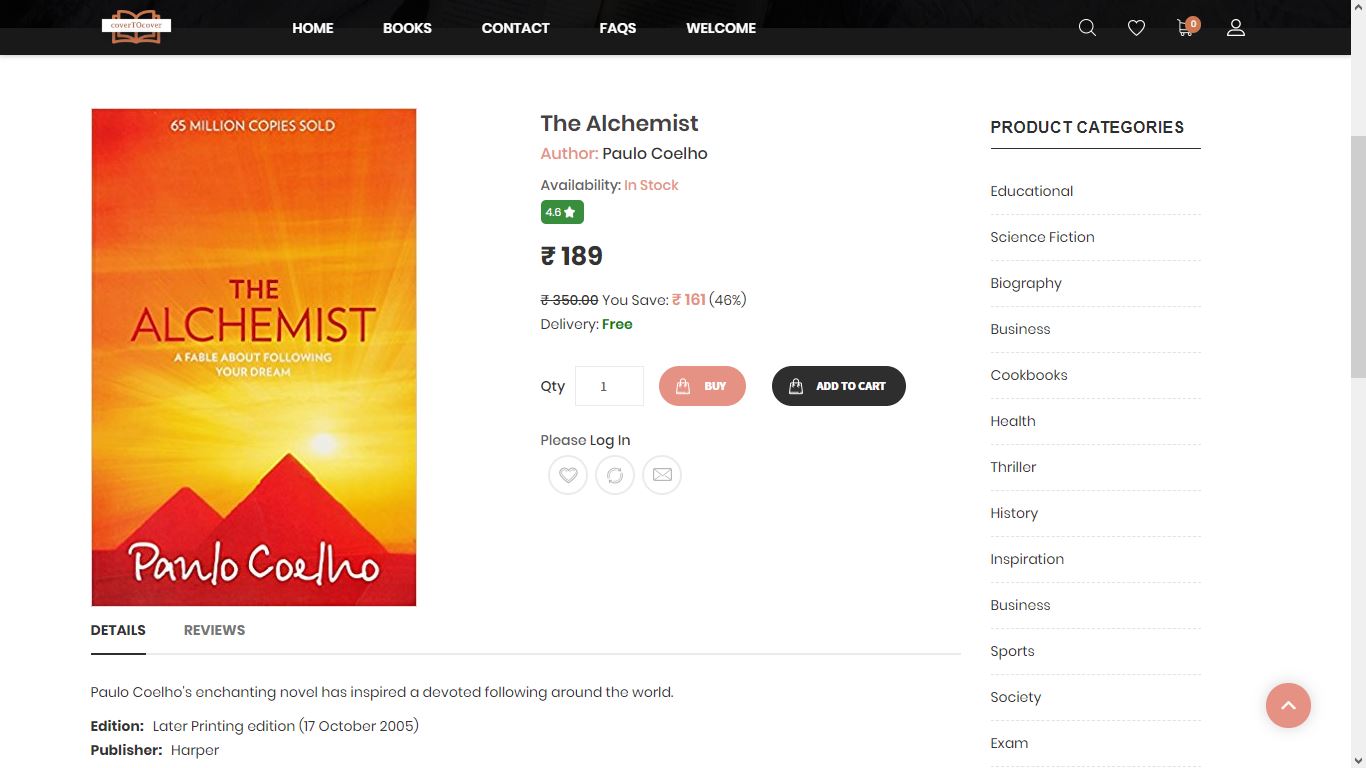 coverTOcover
HOME BOOKS CONTACT FAQS WELCOME
0
65 MILLION COPIES SOLD
THE
ALCHEMIST
A FABLE ABOUT FOLLOWING
YOUR DREAM
Paulo Coelho
The Alchemist
Author: Paulo Coelho
Availability: In Stock
4.6
₹ 189
₹ 350.00 You Save: ₹ 161 (46%)
Delivery: Free
Qty 1 BUY ADD TO CART
Please Log In
PRODUCT CATEGORIES
Educational
Science Fiction
Biography
Business
Cookbooks
Health
Thriller
History
Inspiration
Business
Sports
Society
Exam
DETAILS REVIEWS
Paulo Coelho's enchanting novel has inspired a devoted following around the world.
Edition: Later Printing edition (17 October 2005)
Publisher: Harper